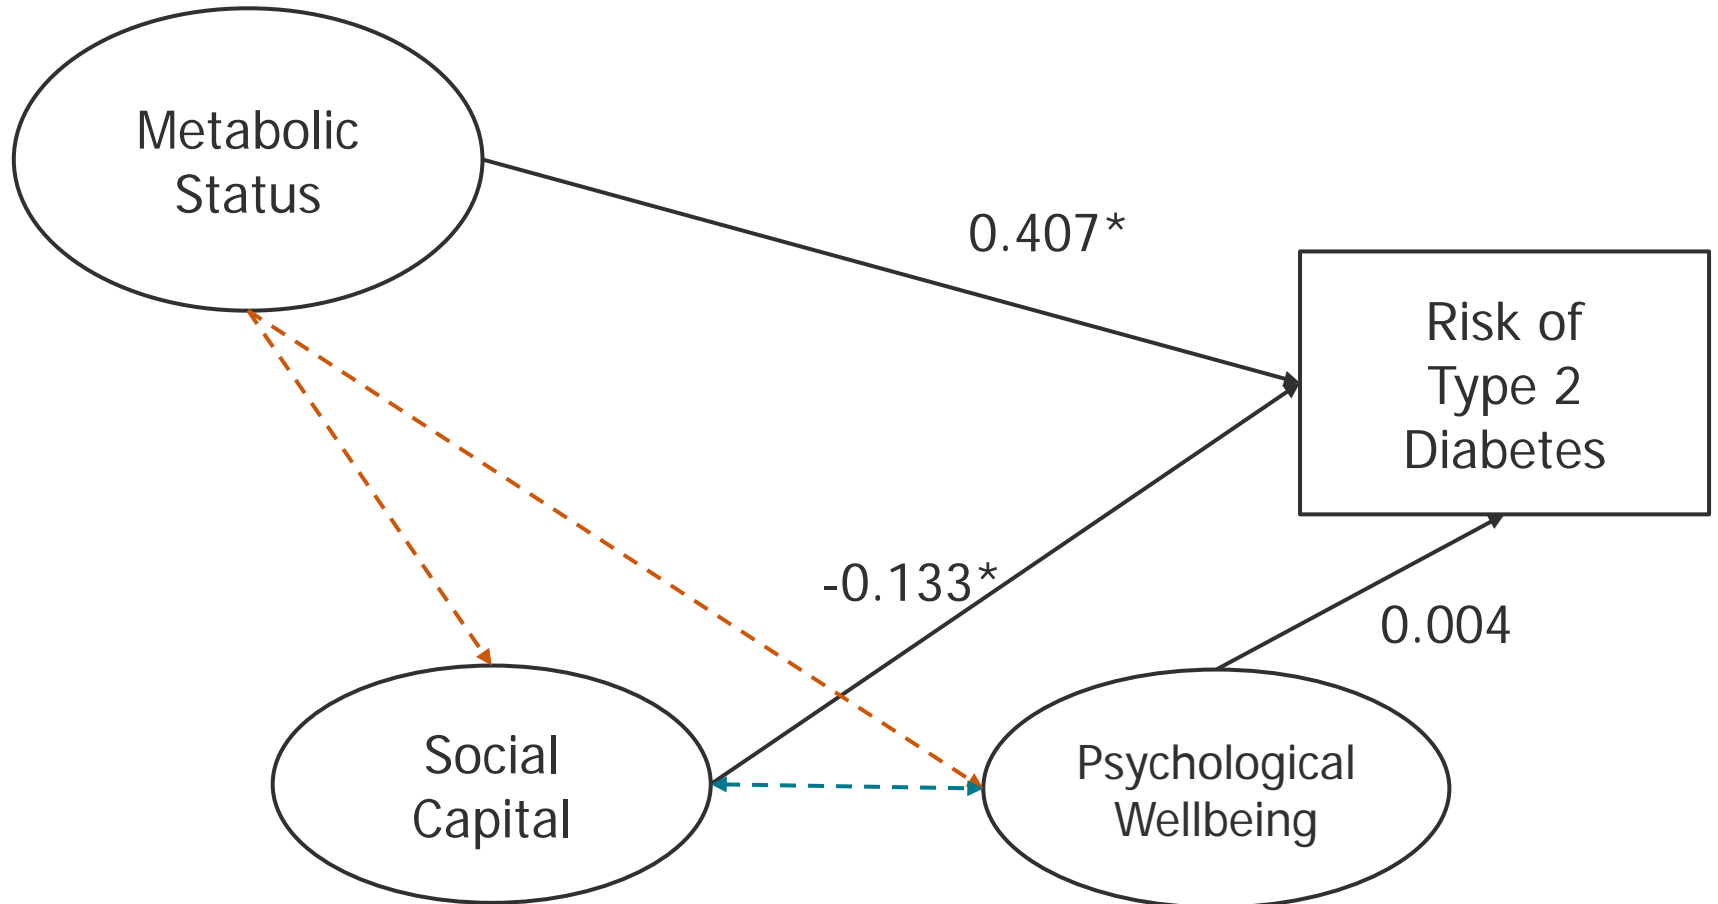 Metabolic
Status
0.407*
Risk of
Type 2
Diabetes
-0.133*
0.004
Social
Capital
Psychological
Wellbeing